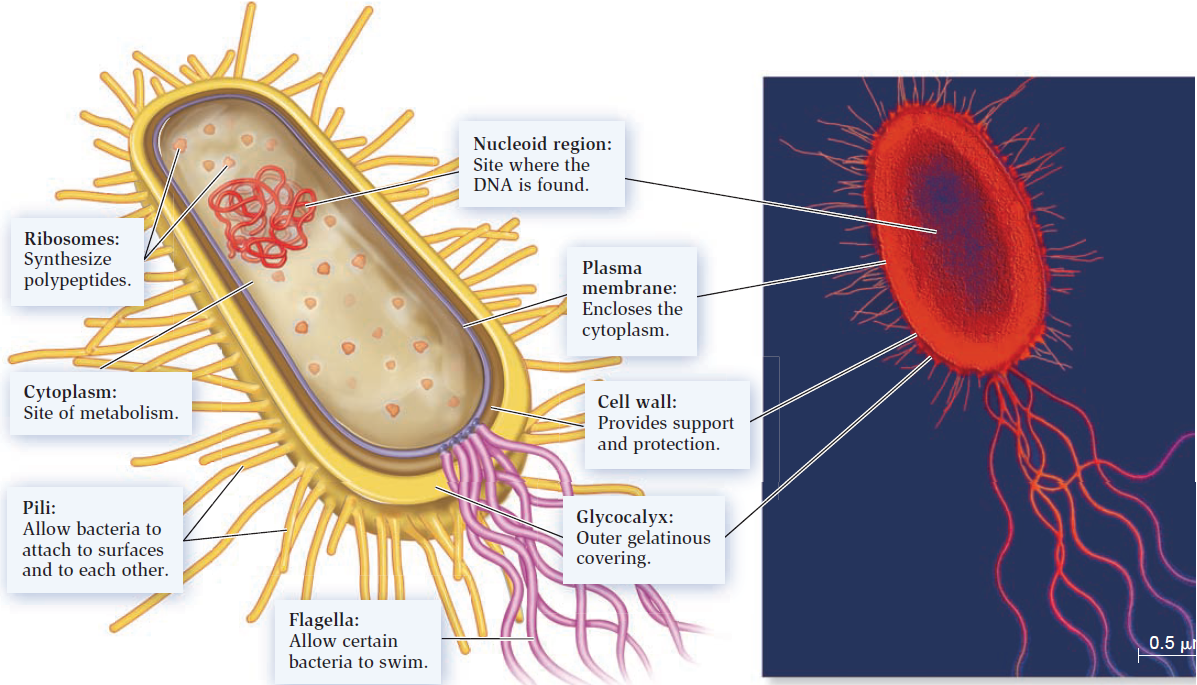 Nucleoid region:
Site where the
DNA is found.
Ribosomes:
Synthesize
polypeptides.
Plasma
membrane:
Encloses the
cytoplasm.
Cytoplasm:
Site of metabolism.
Cell wall:
Provides support
and protection.
Pili:
Allow bacteria to
attach to surfaces
and to each other.
Glycocalyx:
Outer gelatinous
covering.
Flagella:
Allow certain
bacteria to swim.
0.5 μ